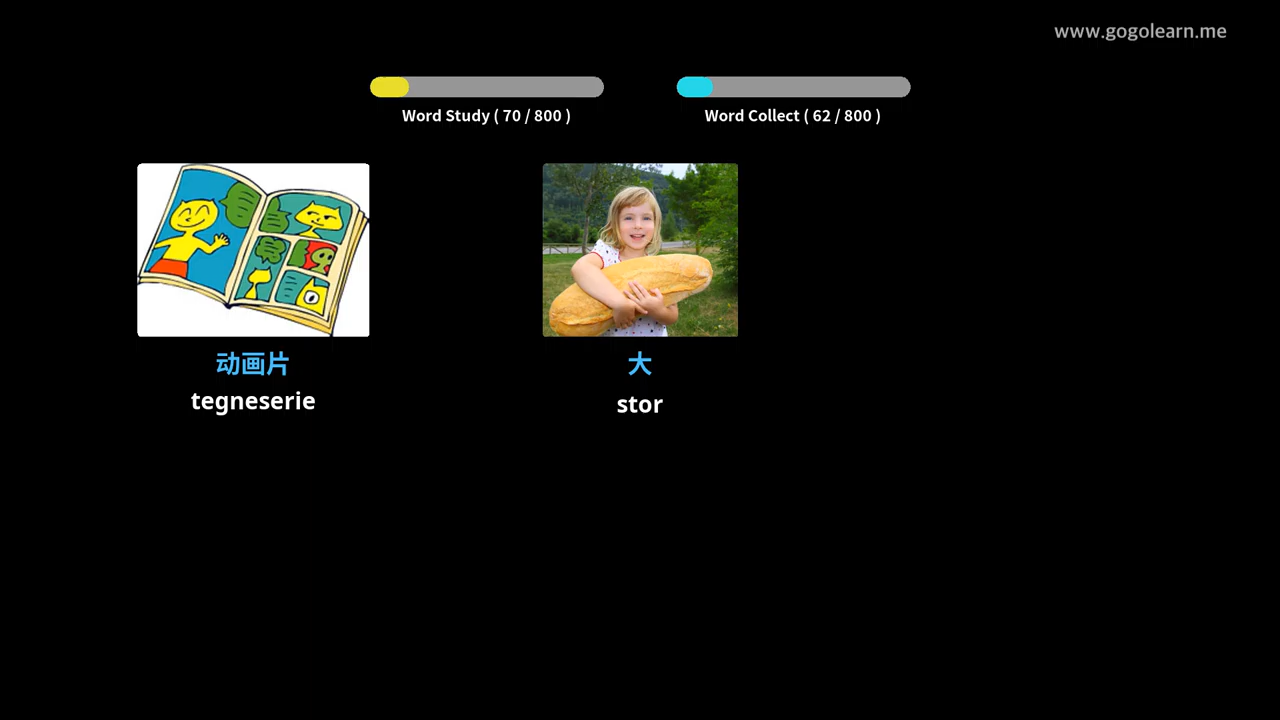 www.gogolearn.me
Word Study ( 70 / 800 )
Word Collect ( 62 / 800 )
动画片
大
tegneserie
stor